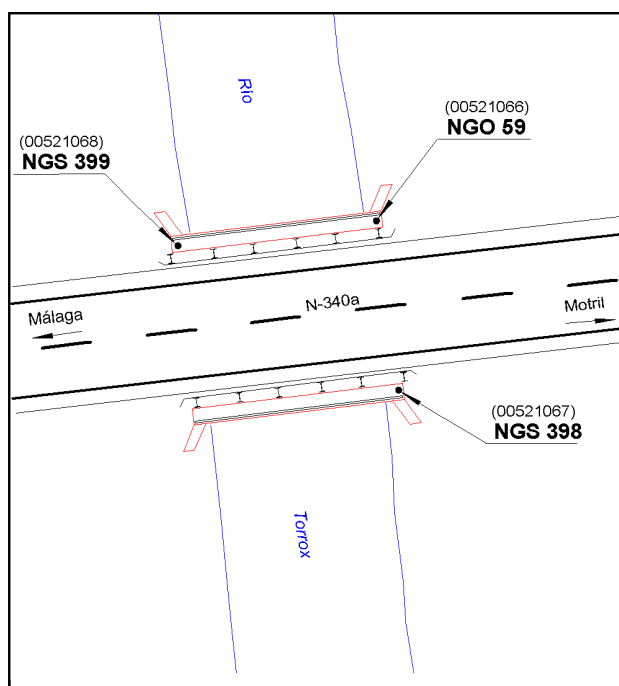 Río
(00521066)
NGO 59
(00521068)
NGS 399
N-340a
Málaga
Motril
(00521067)
NGS 398
Torrox